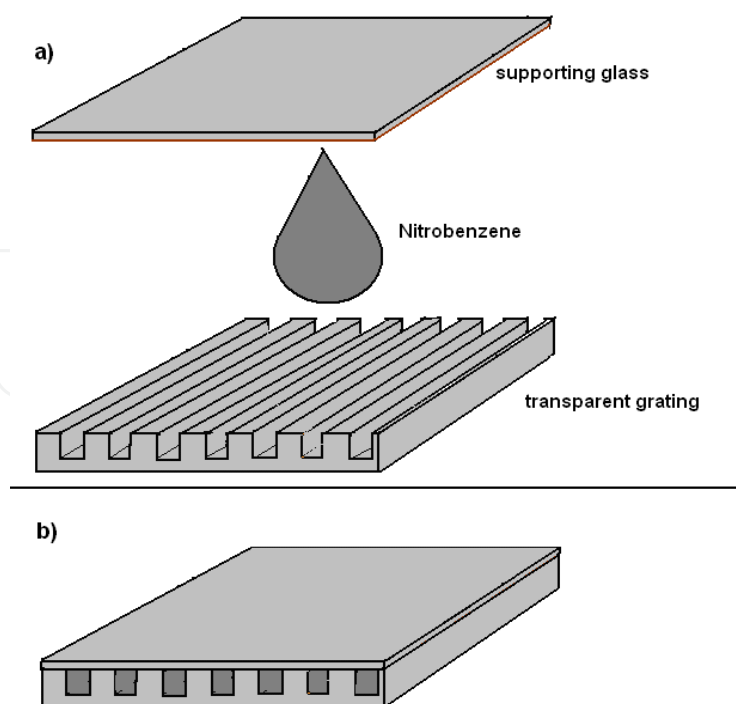 a)
supporting glass
Nitrobenzene
transparent grating
b)